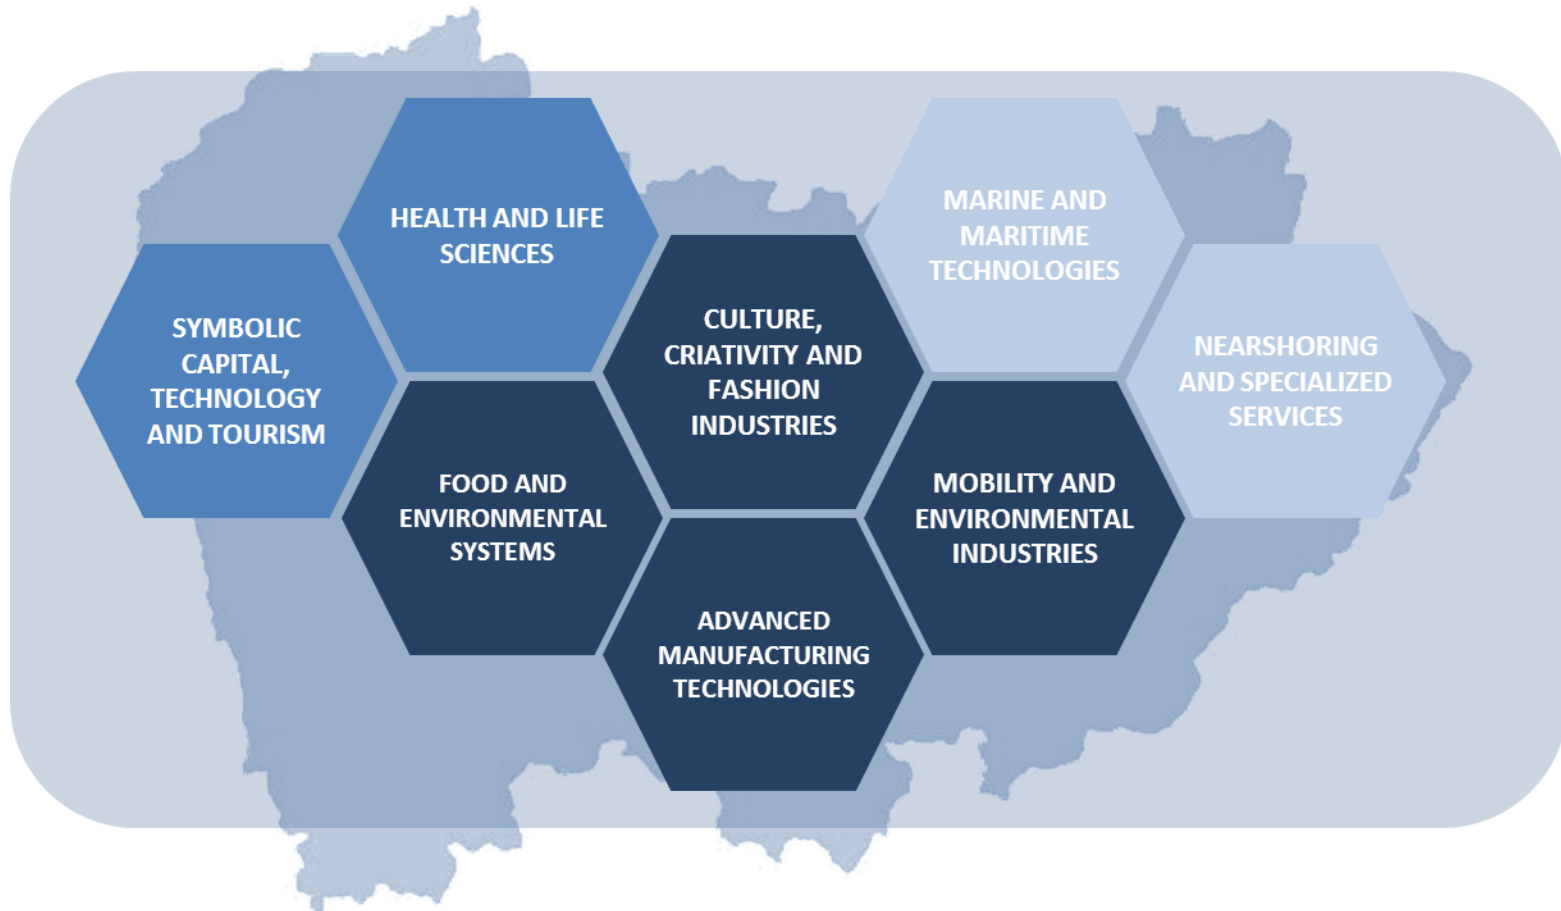 HEALTH AND LIFE
SCIENCES
MARINE AND
MARITIME
TECHNOLOGIES
SYMBOLIC
CAPITAL,
TECHNOLOGY
AND TOURISM
CULTURE,
CRIATIVITY AND
FASHION
INDUSTRIES
NEARSHORING
AND SPECIALIZED
SERVICES
FOOD AND
ENVIRONMENTAL
SYSTEMS
MOBILITY AND
ENVIRONMENTAL
INDUSTRIES
ADVANCED
MANUFACTURING
TECHNOLOGIES